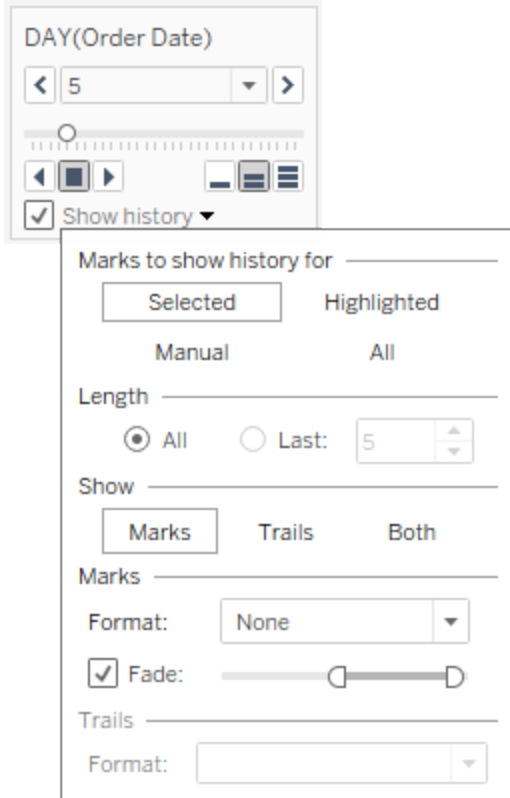 DAY(Order Date)
5
Show history
Marks to show history for
Selected Highlighted
Manual All
Length
All Last: 5
Show
Marks Trails Both
Marks
Format: None
Fade:
Trails
Format: